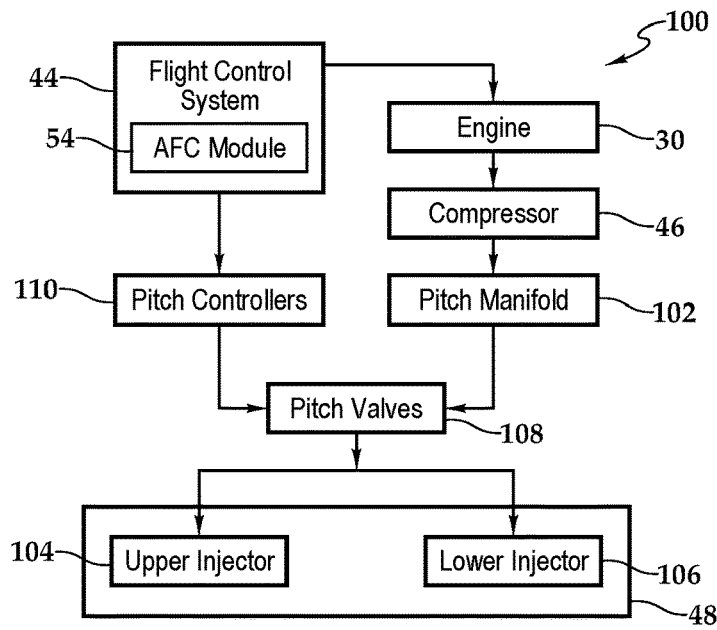 100
44
Flight Control
System
54
AFC Module
Engine
30
Compressor
46
110
Pitch Controllers
Pitch Manifold
102
Pitch Valves
108
104
Upper Injector
Lower Injector
106
48